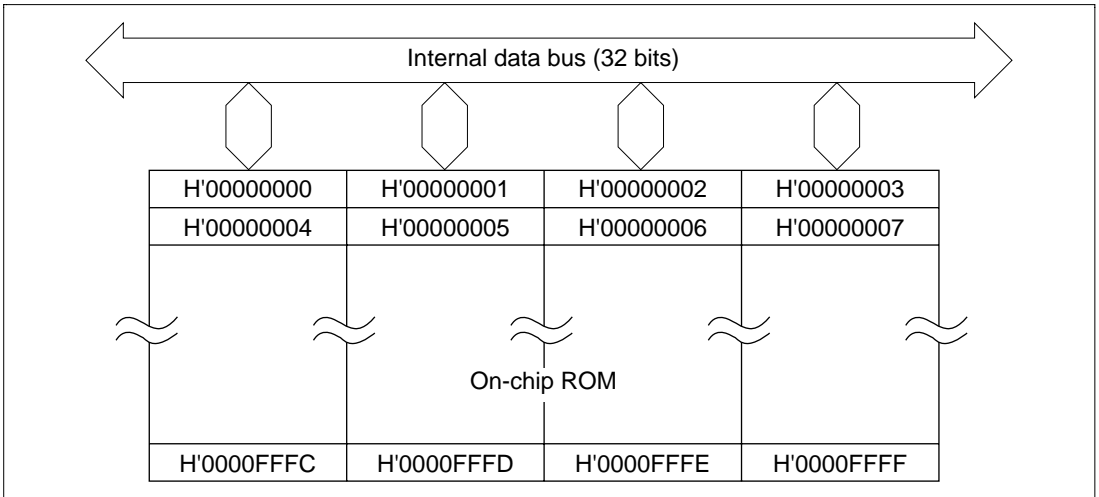 Internal data bus (32 bits)
H'00000000 H'00000001 H'00000002 H'00000003
H'00000004 H'00000005 H'00000006 H'00000007
On-chip ROM
H'0000FFFC H'0000FFFD H'0000FFFE H'0000FFFF